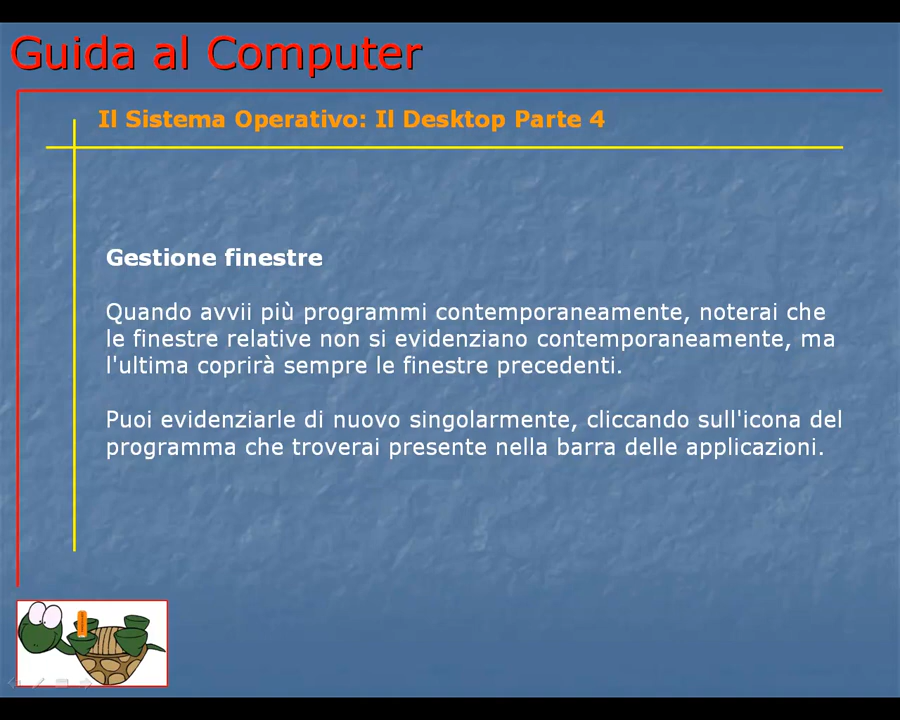 Guida al Computer
Il Sistema Operativo: Il Desktop Parte 4
Gestione finestre
Quando avvii più programmi contemporaneamente, noterai che
le finestre relative non si evidenziano contemporaneamente, ma
l'ultima coprirà sempre le finestre precedenti.
Puoi evidenziarle di nuovo singolarmente, cliccando sull'icona del
programma che troverai presente nella barra delle applicazioni.